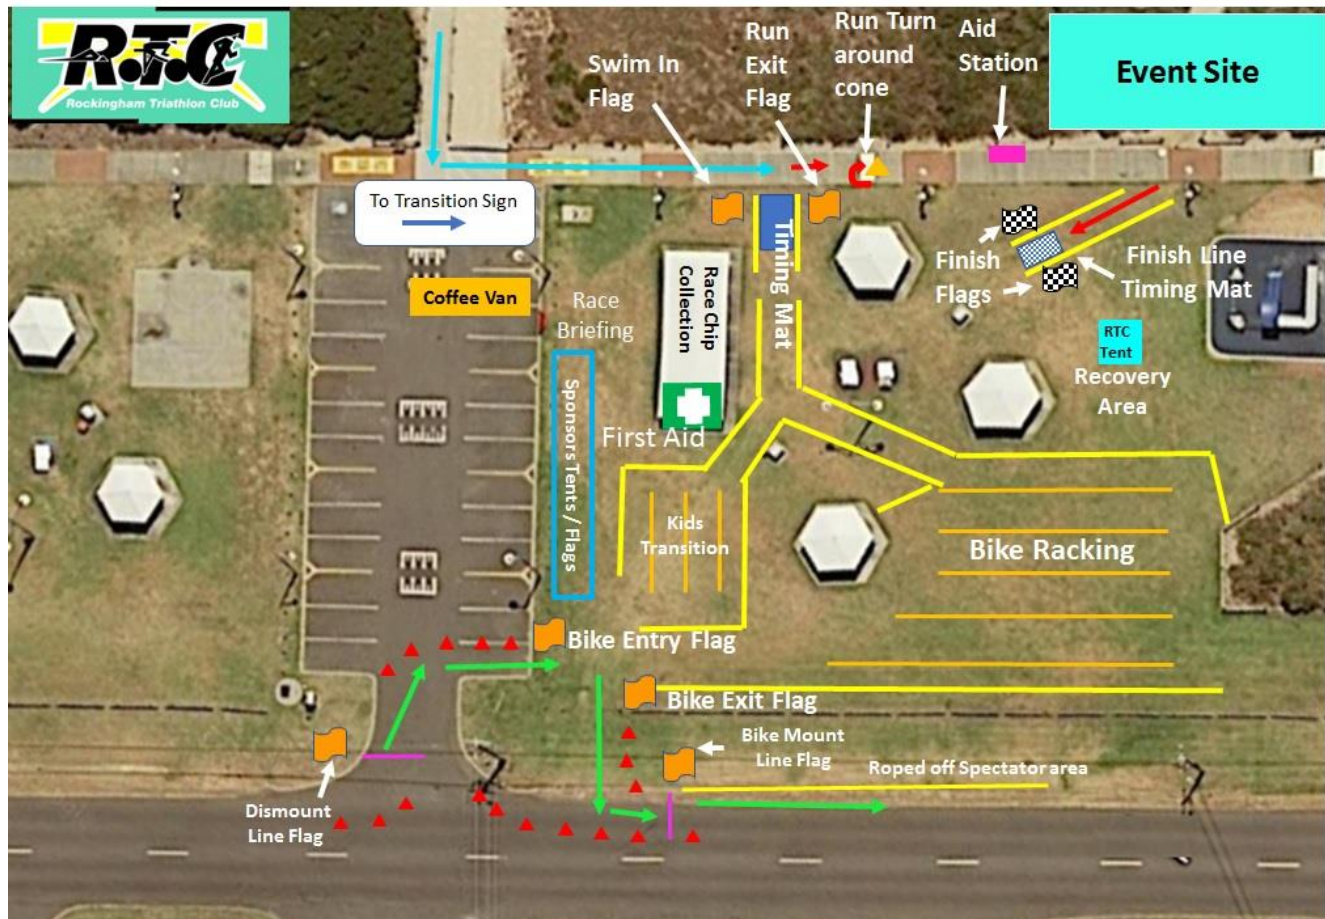 R.T.C
Rockingham Triathlon Club
Swim In
Flag
Run
Exit
Flag
Run Turn
around
cone
Aid
Station
Event Site
To Transition Sign
Coffee Van
Race
Briefing
Race Chip
Collection
Timing Mat
Finish
Flags
Finish Line
Timing Mat
RTC
Tent
Recovery
Area
Sponsors Tents / Flags
First Aid
Kids
Transition
Bike Racking
Bike Entry Flag
Bike Exit Flag
Bike Mount
Line Flag
Roped off Spectator area
Dismount
Line Flag